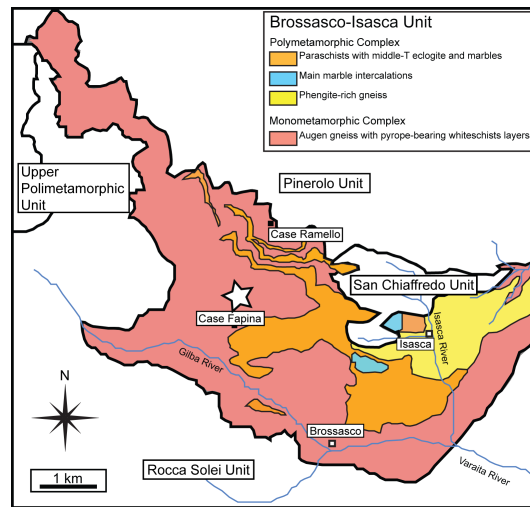 Brossasco-Isasca Unit
Polymetamorphic Complex
Paraschists with middle-T eclogite and marbles
Main marble intercalations
Phengite-rich gneiss
Monometamorphic Complex
Augen gneiss with pyrope-bearing whiteschists layers
Upper
Polimetamorphic
Unit
Pinerolo Unit
Case Ramello
San Chiaffredo Unit
Case Fapina
Isasca
Isasca River
Gilba River
N
Brossasco
1 km
Rocca Solei Unit
Varaita River